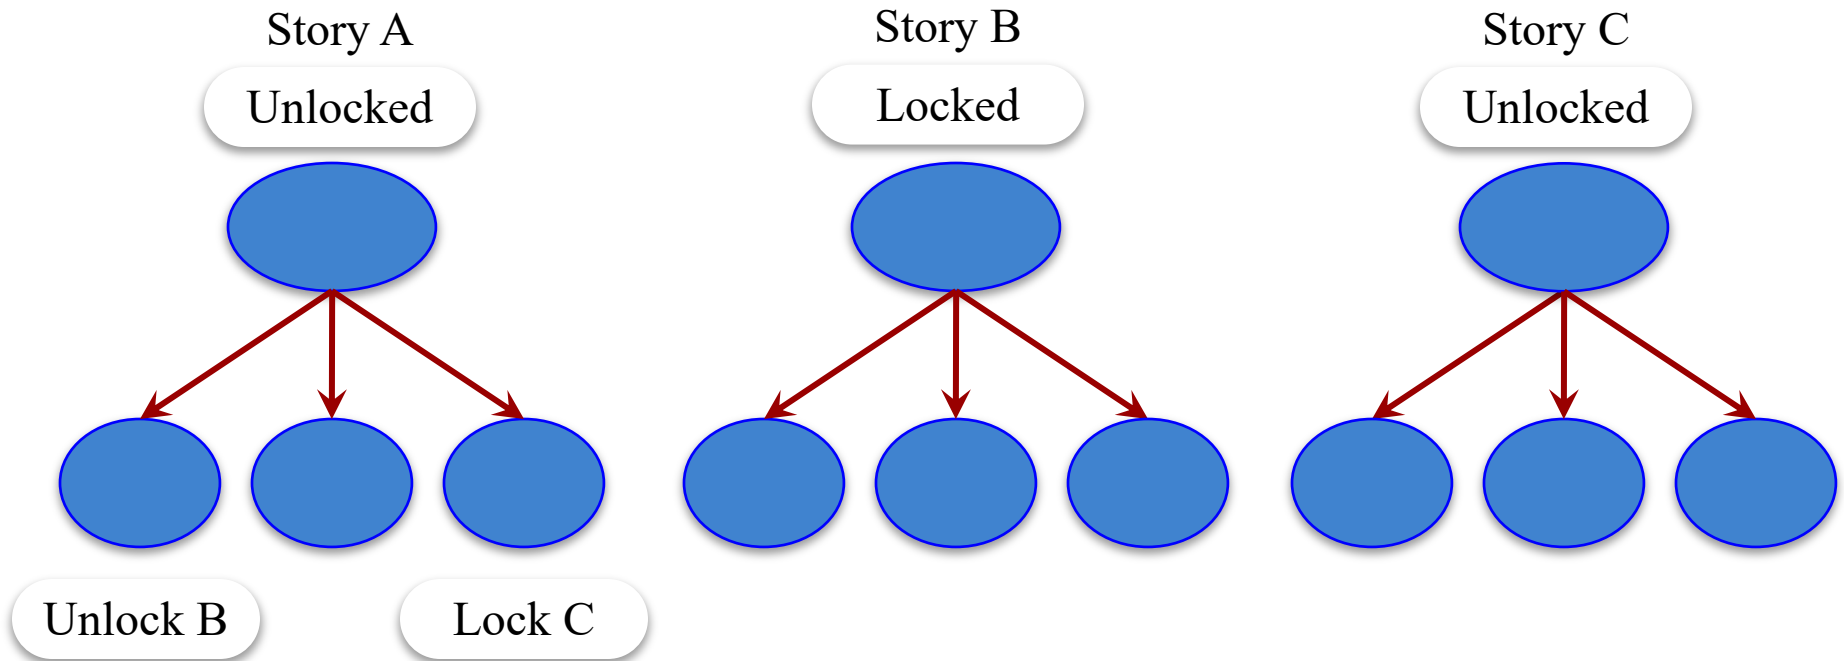 Story A
Unlocked
Story B
Locked
Story C
Unlocked
Unlock B
Lock C